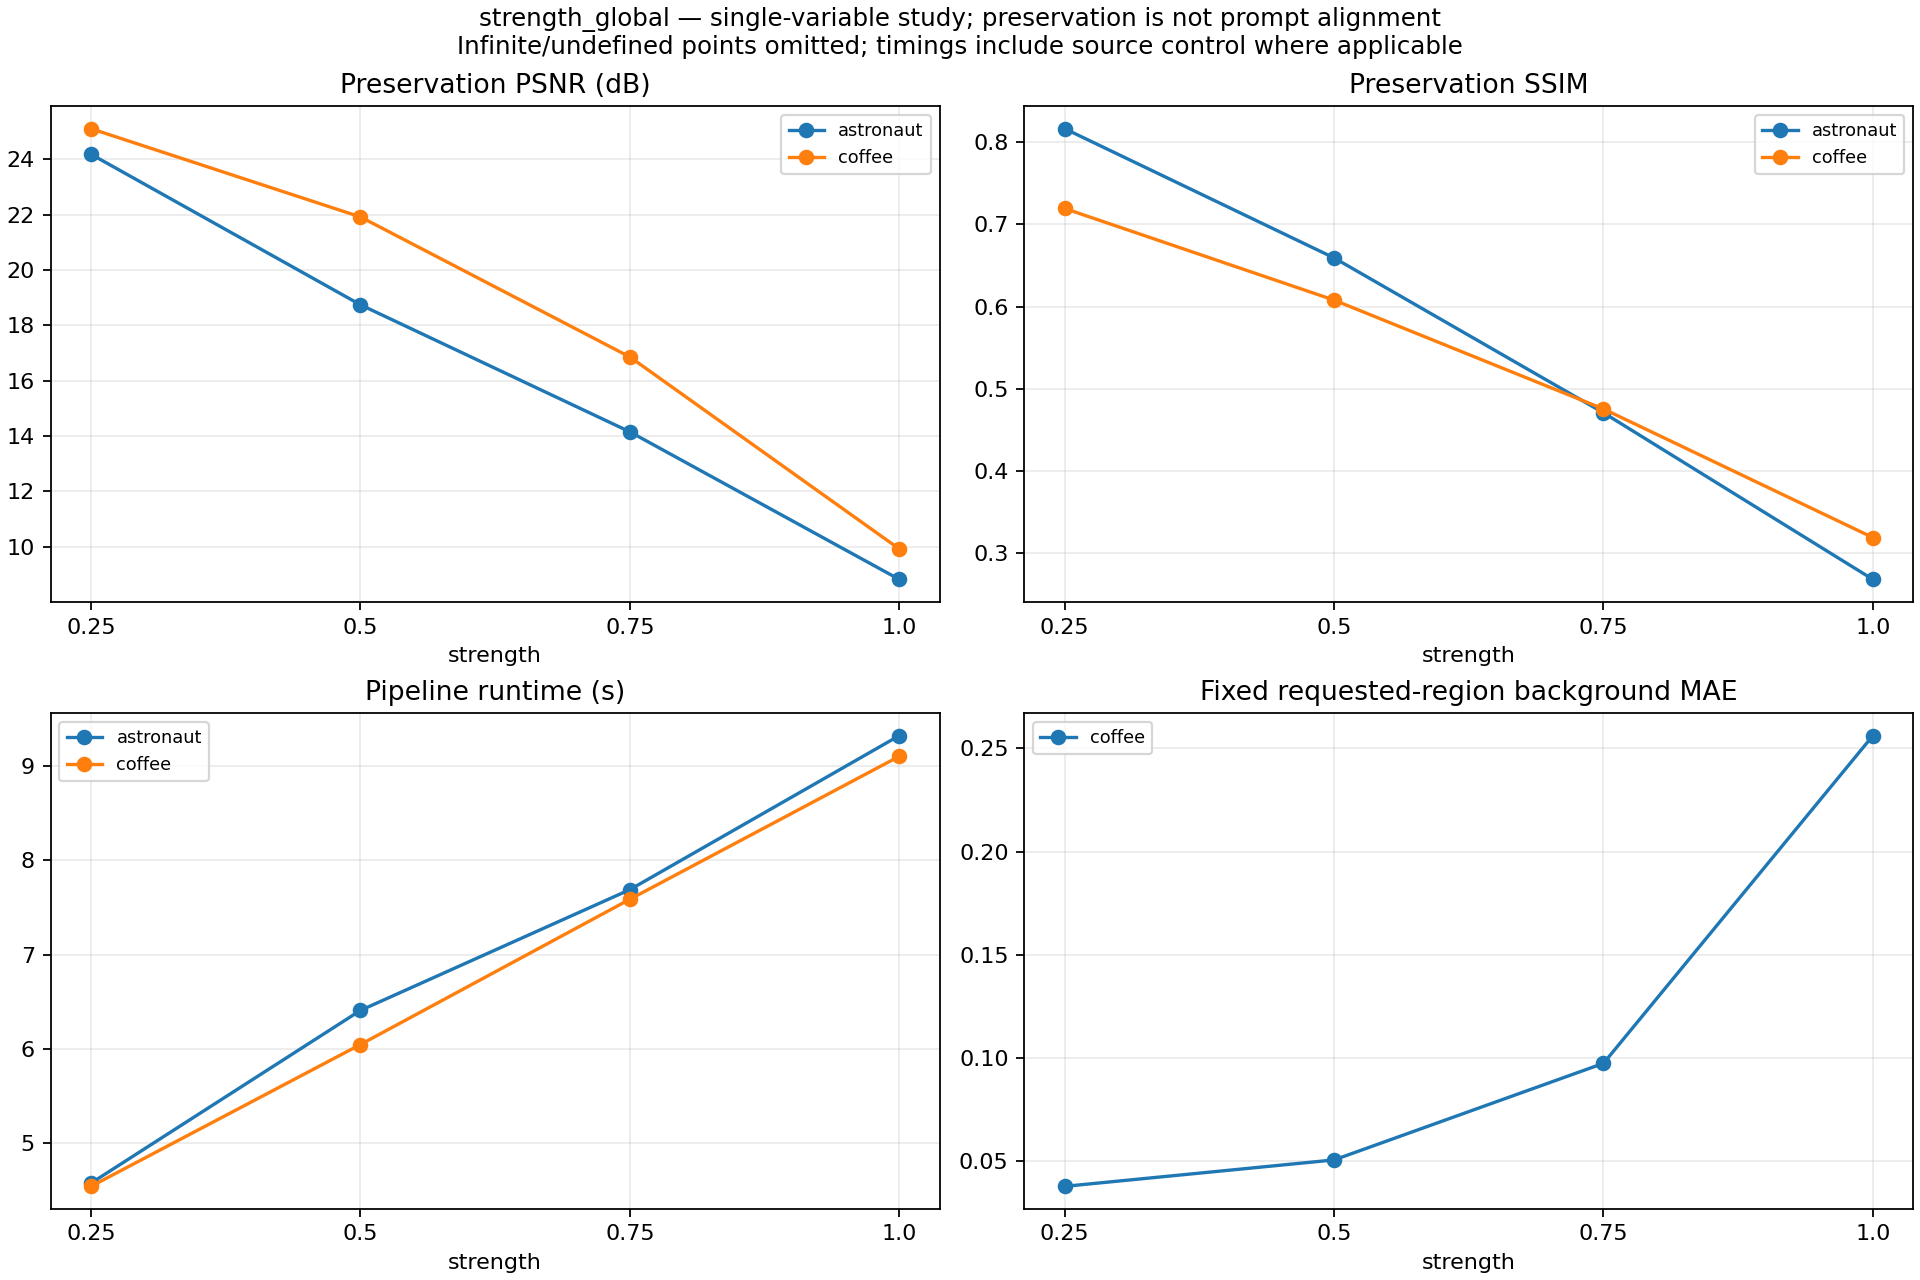 strength_global — single-variable study; preservation is not prompt alignment
Infinite/undefined points omitted; timings include source control where applicable
Preservation PSNR (dB)
astronaut
coffee
24
22
20
18
16
14
12
10
0.25 0.5 0.75 1.0
strength
Preservation SSIM
astronaut
coffee
0.8
0.7
0.6
0.5
0.4
0.3
0.25 0.5 0.75 1.0
strength
Pipeline runtime (s)
astronaut
coffee
9
8
7
6
5
0.25 0.5 0.75 1.0
strength
Fixed requested-region background MAE
coffee
0.25
0.20
0.15
0.10
0.05
0.25 0.5 0.75 1.0
strength